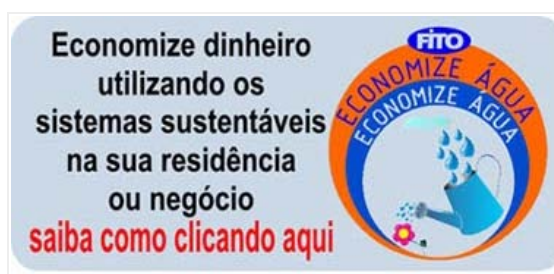 Economize dinheiro
utilizando os
sistemas sustentáveis
na sua residência
ou negócio
saiba como clicando aqui
FITO
ECONOMIZE ÁGUA
ECONOMIZE ÁGUA